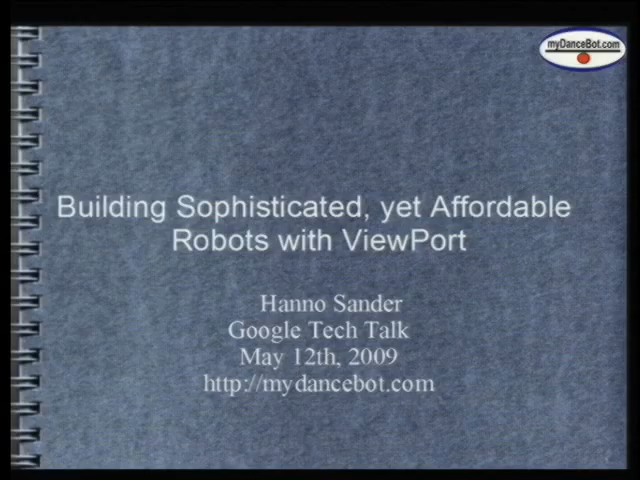 myDanceBot.com
Building Sophisticated, yet Affordable
Robots with ViewPort
Hanno Sander
Google Tech Talk
May 12th, 2009
http://mydancebot.com